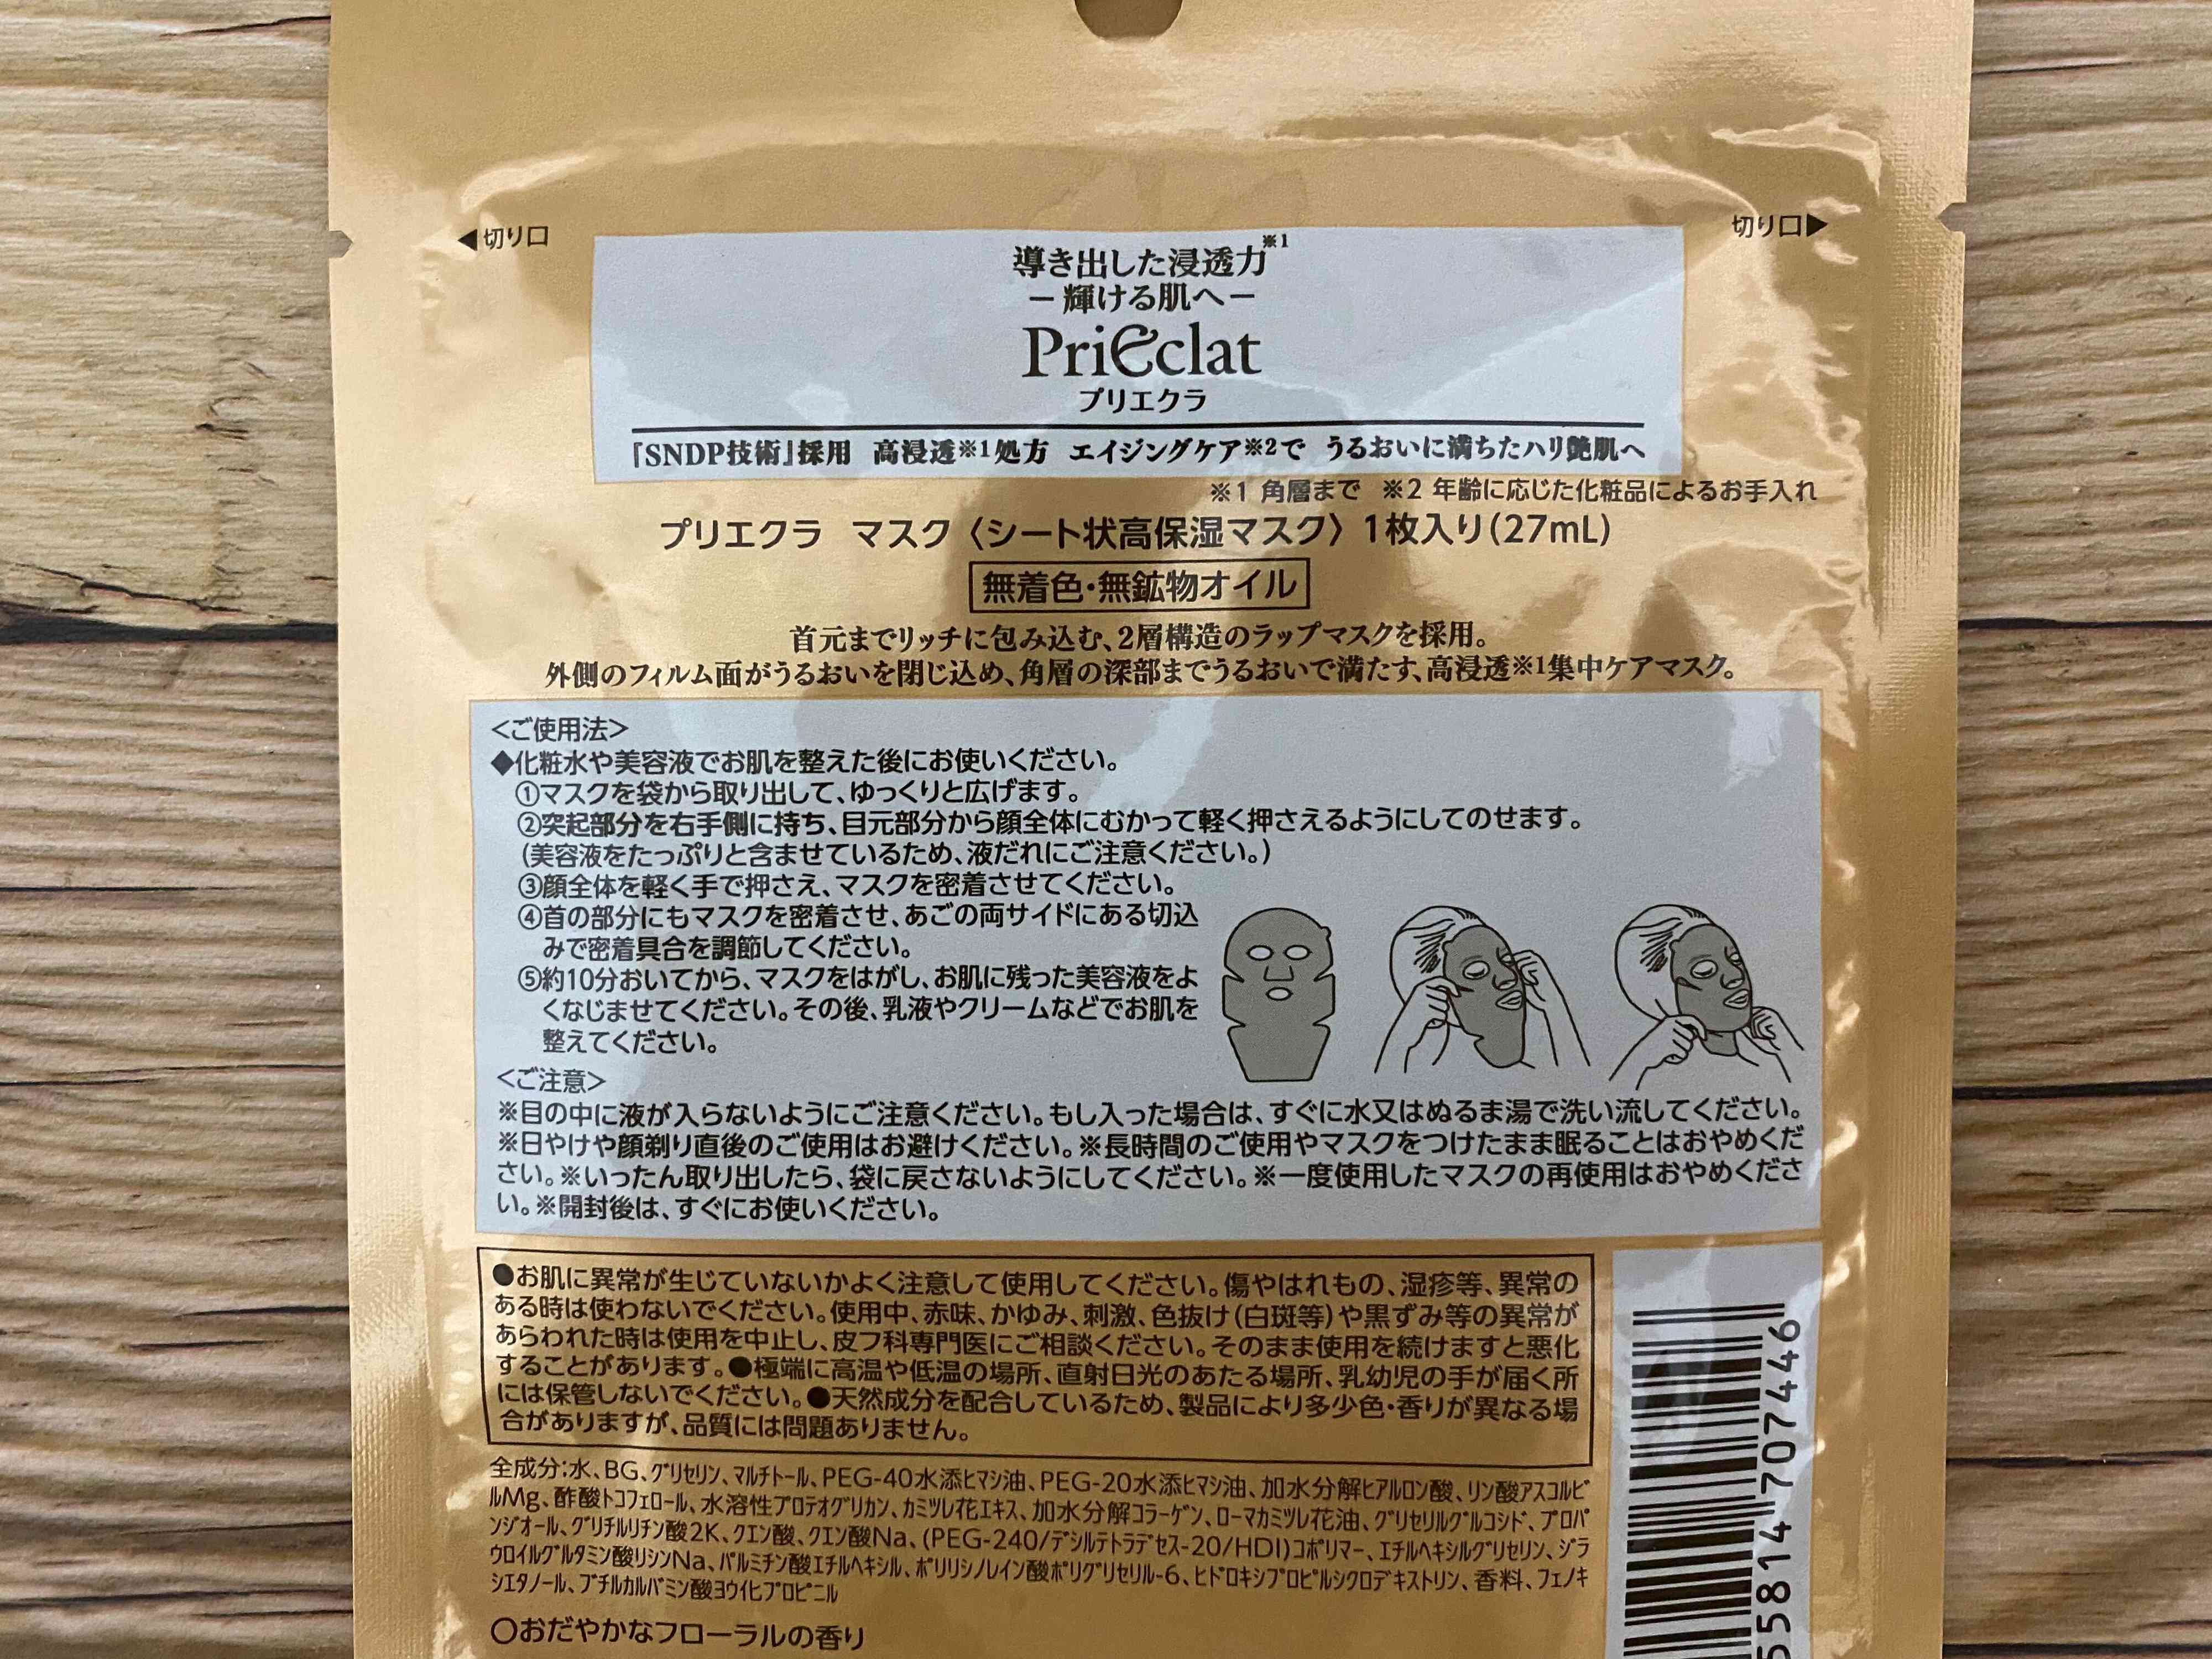 ◀切り口
切り口▶
導き出した浸透力※1
－輝ける肌へ－
PriEclat
プリエクラ
「SNDP技術」採用 高浸透※1処方 エイジングケア※2で うるおいに満ちたハリ艶肌へ
※1 角層まで ※2 年齢に応じた化粧品によるお手入れ
プリエクラ マスク〈シート状高保湿マスク〉1枚入り(27mL)
無着色・無鉱物オイル
首元までリッチに包み込む、2層構造のラップマスクを採用。
外側のフィルム面がうるおいを閉じ込め、角層の深部までうるおいで満たす、高浸透※1集中ケアマスク。
＜ご使用法＞
◆化粧水や美容液でお肌を整えた後にお使いください。
①マスクを袋から取り出して、ゆっくりと広げます。
②突起部分を右手側に持ち、目元部分から顔全体にむかって軽く押さえるようにしてのせます。
(美容液をたっぷりと含ませているため、液だれにご注意ください。)
③顔全体を軽く手で押さえ、マスクを密着させてください。
④首の部分にもマスクを密着させ、あごの両サイドにある切込
みで密着具合を調節してください。
⑤約10分おいてから、マスクをはがし、お肌に残った美容液をよ
くなじませてください。その後、乳液やクリームなどでお肌を
整えてください。
＜ご注意＞
※目の中に液が入らないようにご注意ください。もし入った場合は、すぐに水又はぬるま湯で洗い流してください。
※日やけや顔剃り直後のご使用はお避けください。※長時間のご使用やマスクをつけたまま眠ることはおやめくだ
さい。※いったん取り出したら、袋に戻さないようにしてください。※一度使用したマスクの再使用はおやめくださ
い。※開封後は、すぐにお使いください。
●お肌に異常が生じていないかよく注意して使用してください。傷やはれもの、湿疹等、異常の
ある時は使わないでください。使用中、赤味、かゆみ、刺激、色抜け(白斑等)や黒ずみ等の異常が
あらわれた時は使用を中止し、皮フ科専門医にご相談ください。そのまま使用を続けますと悪化
することがあります。●極端に高温や低温の場所、直射日光のあたる場所、乳幼児の手が届く所
には保管しないでください。●天然成分を配合しているため、製品により多少色・香りが異なる場
合がありますが、品質には問題ありません。
全成分:水、BG、グリセリン、マルチトール、PEG-40水添ヒマシ油、PEG-20水添ヒマシ油、加水分解ヒアルロン酸、リン酸アスコルビ
ルMg、酢酸トコフェロール、水溶性プロテオグリカン、カミツレ花エキス、加水分解コラーゲン、ローマカミツレ花油、グリセリルグルコシド、プロパ
ンジオール、グリチルリチン酸2K、クエン酸、クエン酸Na、(PEG-240/デシルテトラデセス-20/HDI)コポリマー、エチルヘキシルグリセリン、ジラ
ウロイルグルタミン酸リシンNa、パルミチン酸エチルヘキシル、ポリリシノレイン酸ポリグリセリル-6、ヒドロキシプロピルシクロデキストリン、香料、フェノキ
シエタノール、ブチルカルバミン酸ヨウ化プロピニル
○おだやかなフローラルの香り
55814 707446